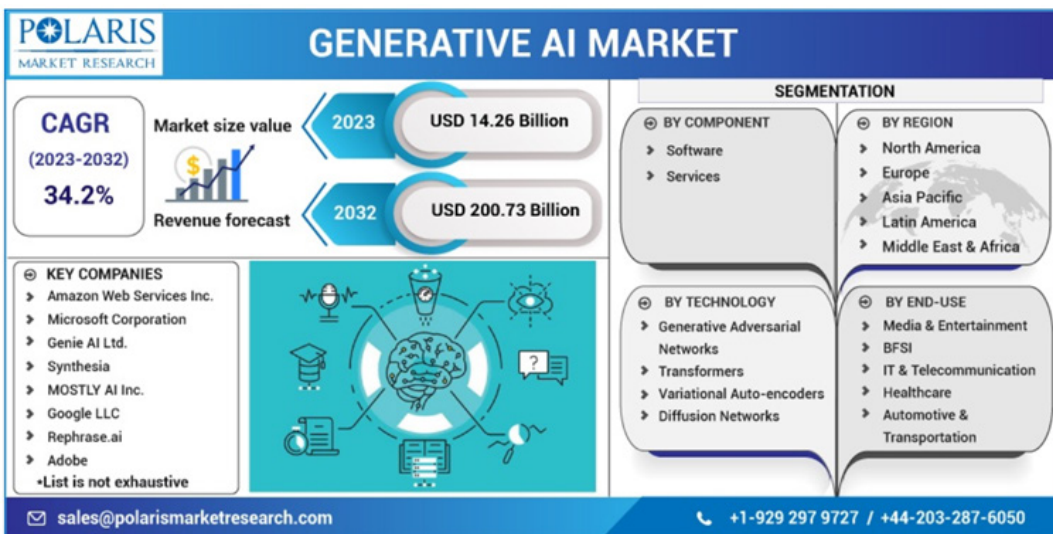 POLARIS
MARKET RESEARCH
GENERATIVE AI MARKET
CAGR
(2023-2032)
34.2%
Market size value
$
Revenue forecast
2023
USD 14.26 Billion
2032
USD 200.73 Billion
KEY COMPANIES
Amazon Web Services Inc.
Microsoft Corporation
Genie AI Ltd.
Synthesia
MOSTLY AI Inc.
Google LLC
Rephrase.ai
Adobe
*List is not exhaustive
?
SEGMENTATION
BY COMPONENT
Software
Services
BY REGION
North America
Europe
Asia Pacific
Latin America
Middle East & Africa
BY TECHNOLOGY
Generative Adversarial
Networks
Transformers
Variational Auto-encoders
Diffusion Networks
BY END-USE
Media & Entertainment
BFSI
IT & Telecommunication
Healthcare
Automotive &
Transportation
sales@polarismarketresearch.com
+1-929 297 9727 / +44-203-287-6050